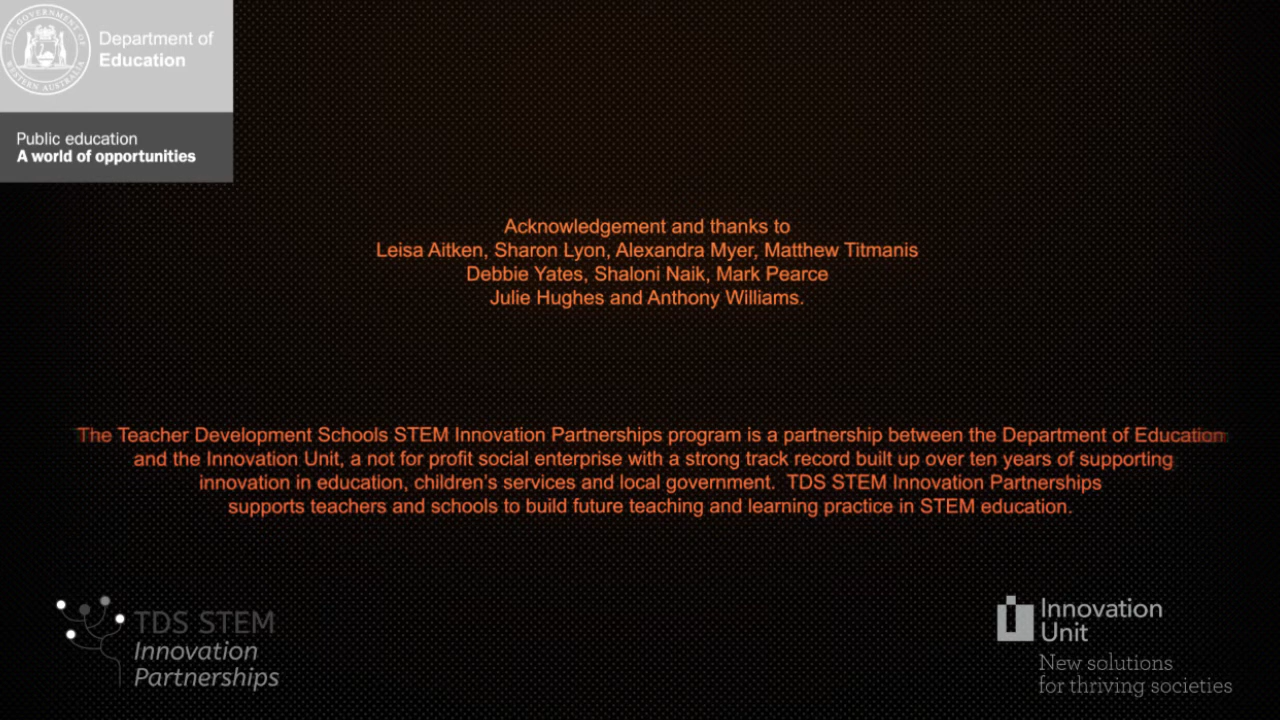 THE GOVERNMENT OF
WESTERN AUSTRALIA
Department of
Education
Public education
A world of opportunities
Acknowledgement and thanks to
Leisa Aitken, Sharon Lyon, Alexandra Myer, Matthew Titmanis
Debbie Yates, Shaloni Naik, Mark Pearce
Julie Hughes and Anthony Williams.
The Teacher Development Schools STEM Innovation Partnerships program is a partnership between the Department of Education
and the Innovation Unit, a not for profit social enterprise with a strong track record built up over ten years of supporting
innovation in education, children's services and local government.  TDS STEM Innovation Partnerships
supports teachers and schools to build future teaching and learning practice in STEM education.
TDS STEM
Innovation
Partnerships
Innovation
Unit
New solutions
for thriving societies